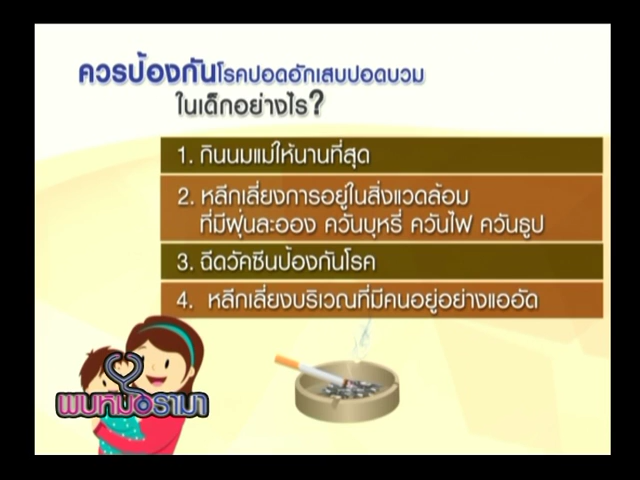 ควรป้องกันโรคปอดอักเสบปอดบวม
ในเด็กอย่างไร?
1. กินนมแม่ให้นานที่สุด
2. หลีกเลี่ยงการอยู่ในสิ่งแวดล้อม
ที่มีฝุ่นละออง ควันบุหรี่ ควันไฟ ควันธูป
3. ฉีดวัคซีนป้องกันโรค
4. หลีกเลี่ยงบริเวณที่มีคนอยู่อย่างแออัด
พบหมอรามา